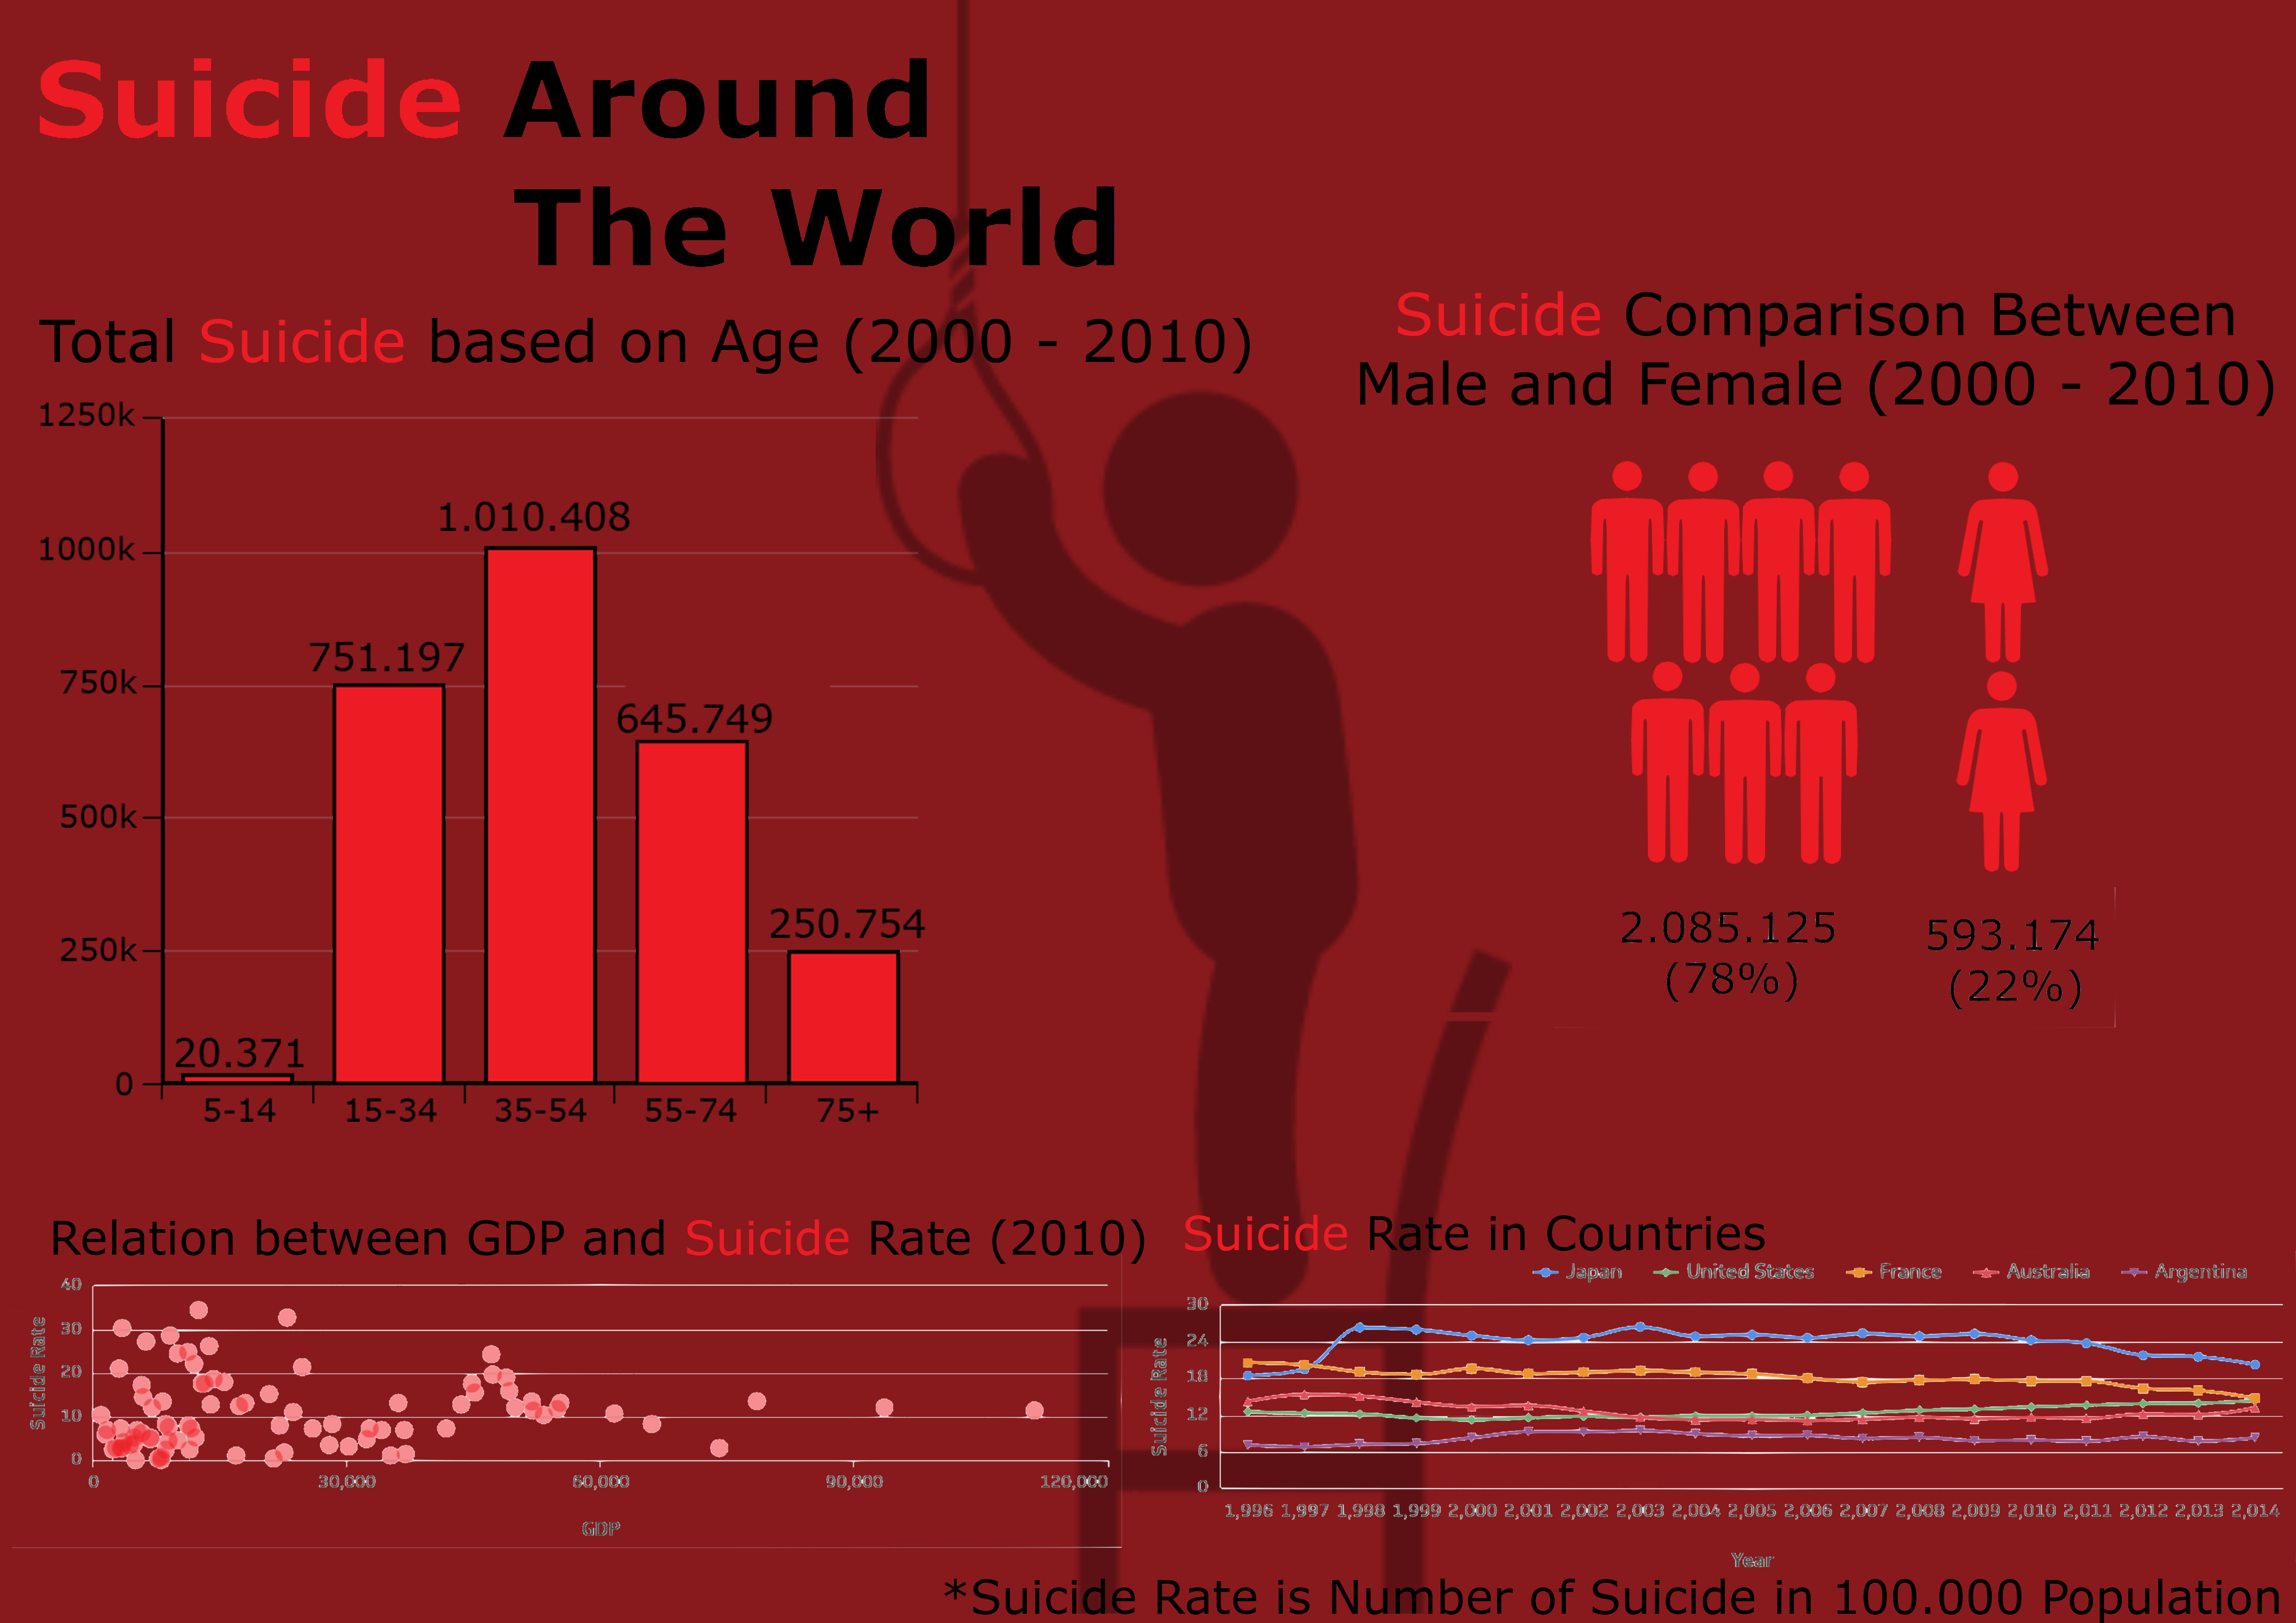 Suicide Around
The World
Total Suicide based on Age (2000 - 2010)
1250k
1000k
750k
500k
250k
0
1.010.408
751.197
645.749
250.754
20.371
5-14 15-34 35-54 55-74 75+
Suicide Comparison Between
Male and Female (2000 - 2010)
2.085.125
(78%)
593.174
(22%)
Relation between GDP and Suicide Rate (2010)
Suicide Rate
40
30
20
10
0
0 30,000 60,000 90,000 120,000
GDP
Suicide Rate in Countries
Japan United States France Australia Argentina
Suicide Rate
30
24
18
12
6
0
1,996 1,997 1,998 1,999 2,000 2,001 2,002 2,003 2,004 2,005 2,006 2,007 2,008 2,009 2,010 2,011 2,012 2,013 2,014
Year
*Suicide Rate is Number of Suicide in 100.000 Population